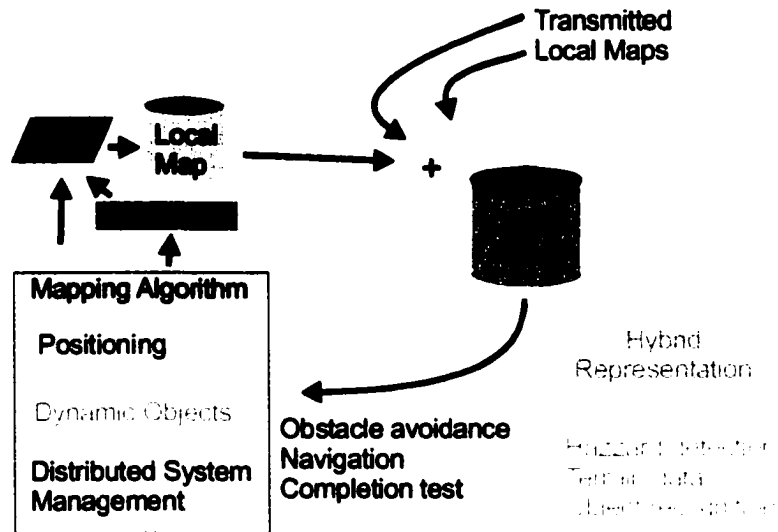 Transmitted
Local Maps
Local
Map
+
Mapping Algorithm
Positioning
Dynamic Objects
Distributed System
Management
Obstacle avoidance
Navigation
Completion test
Hybrid
Representation